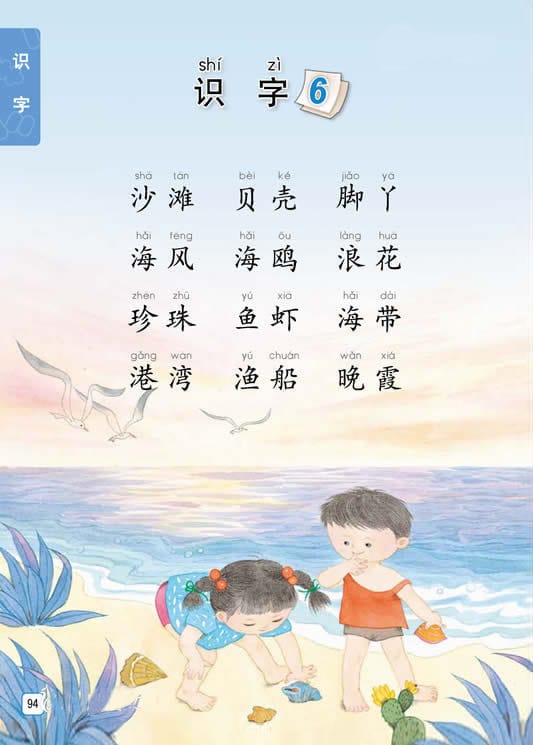 识
字
shí zì
识 字 6
shā tān bèi ké jiǎo yā
沙滩 贝壳 脚丫
hǎi fēng hǎi ōu làng huā
海风 海鸥 浪花
zhēn zhū yú xiā hǎi dài
珍珠 鱼虾 海带
gǎng wān yú chuán wǎn xiá
港湾 渔船 晚霞
94